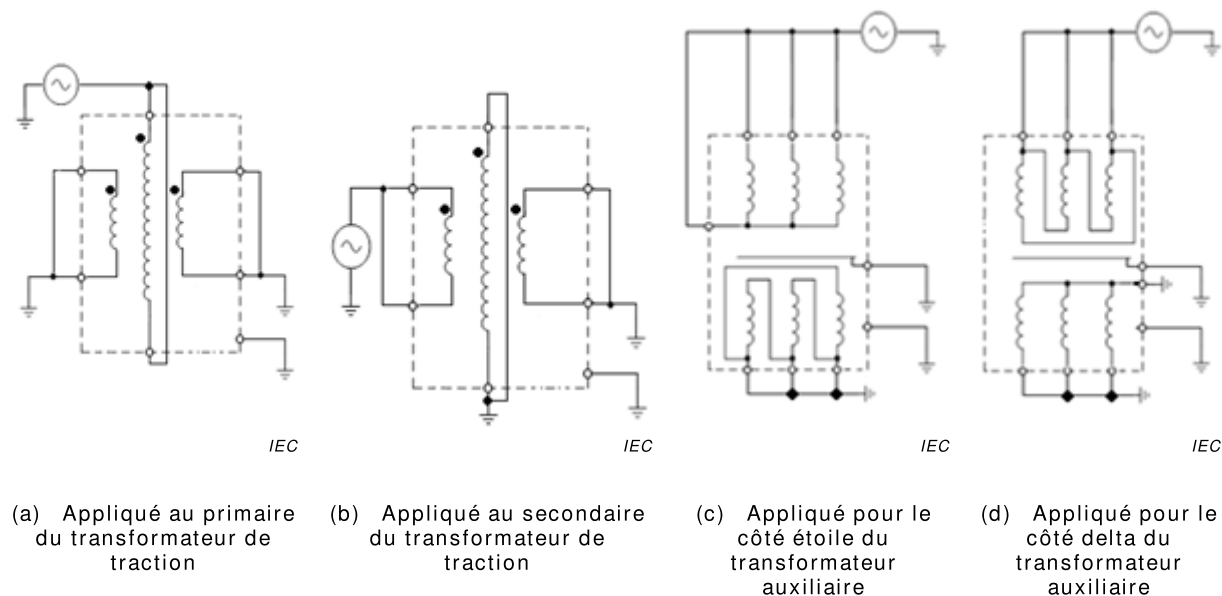 IEC
IEC
IEC
IEC
(a) Appliqué au primaire
du transformateur de
traction
(b) Appliqué au secondaire
du transformateur de
traction
(c) Appliqué pour le
côté étoile du
transformateur
auxiliaire
(d) Appliqué pour le
côté delta du
transformateur
auxiliaire